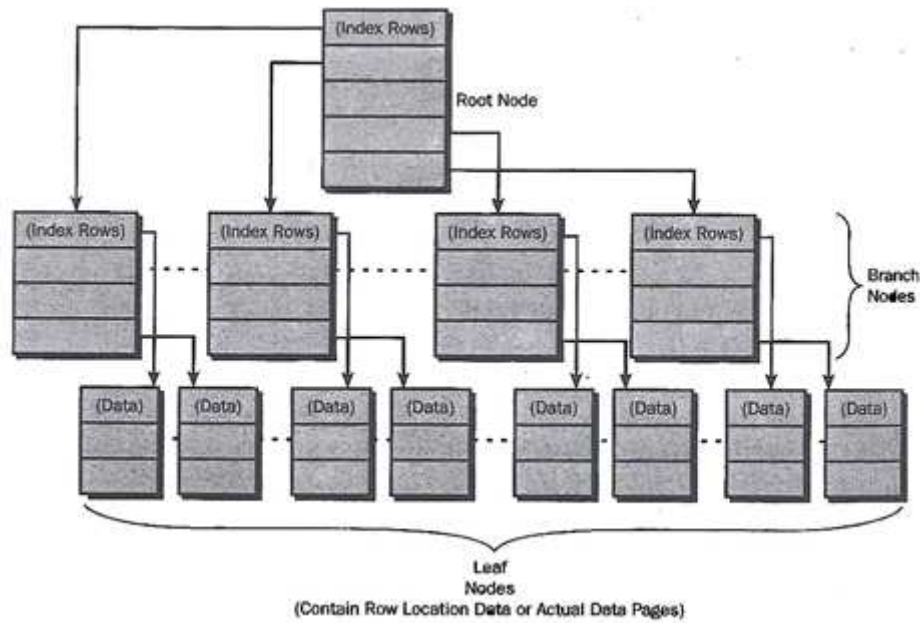 (Index Rows)
Root Node
(Index Rows)
(Index Rows)
(Index Rows)
(Index Rows)
Branch
Nodes
(Data)
(Data)
(Data)
(Data)
(Data)
(Data)
(Data)
(Data)
Leaf
Nodes
(Contain Row Location Data or Actual Data Pages)